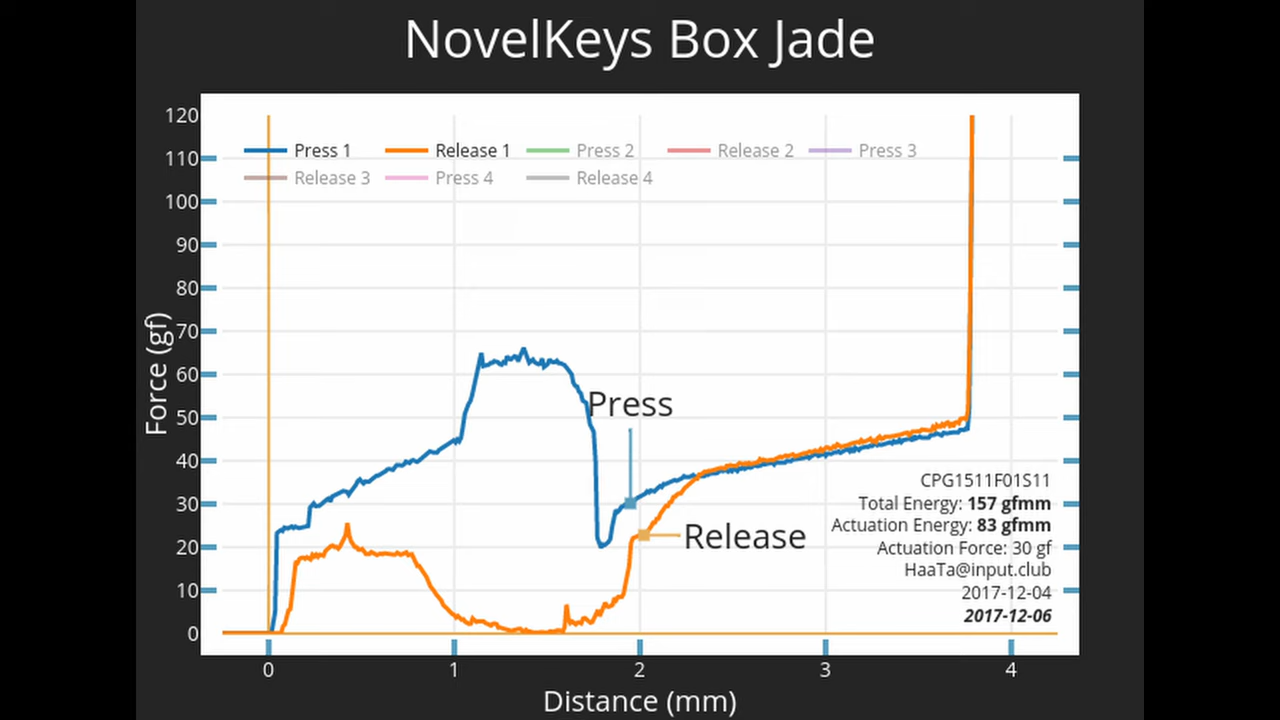 NovelKeys Box Jade
120
Press 1
Release 1
Press 2
Release 2
Press 3
110
Release 3
Press 4
Release 4
100
90
80
70
60
Press
50
40
CPG1511F01S11
30
Total Energy: 157 gfmm
Actuation Energy: 83 gfmm
Release
20
Actuation Force: 30 gf
HaaTa@input.club
10
2017-12-04
2017-12-06
0
Force (gf)
0
1
2
3
4
Distance (mm)